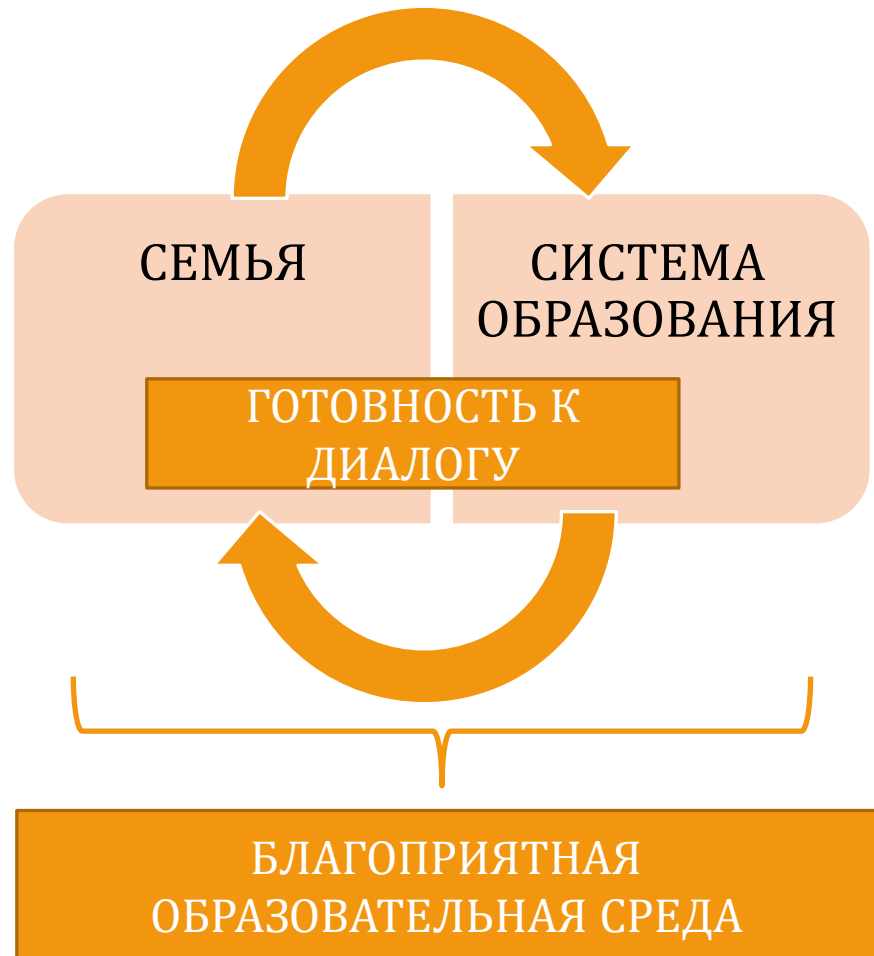 СЕМЬЯ
СИСТЕМА
ОБРАЗОВАНИЯ
ГОТОВНОСТЬ К
ДИАЛОГУ
БЛАГОПРИЯТНАЯ
ОБРАЗОВАТЕЛЬНАЯ СРЕДА